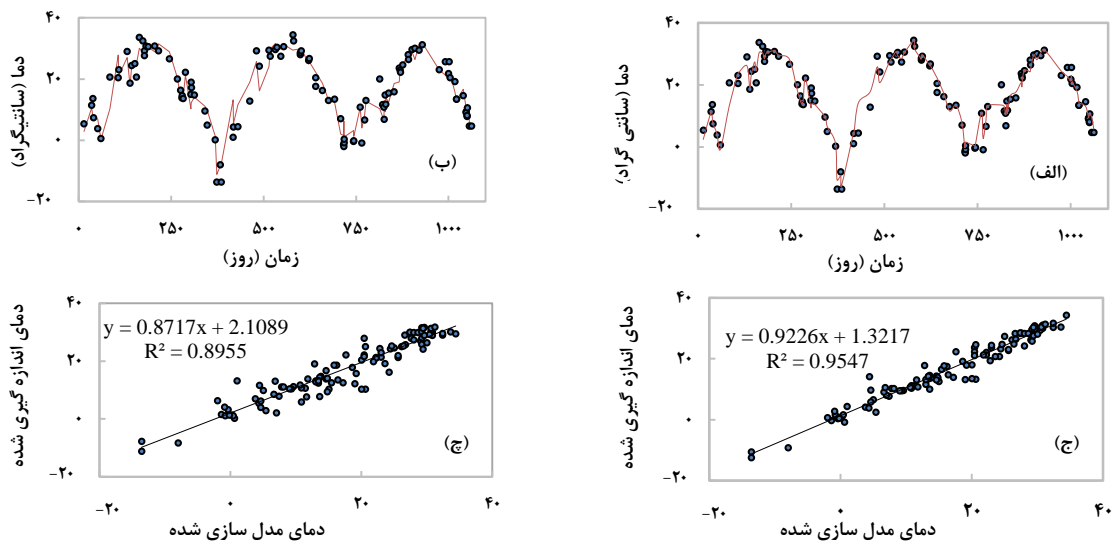 دما (سانتی گراد)
۴۰
۲۰
۰
-۲۰
(الف)
۰ ۲۵۰ ۵۰۰ ۷۵۰ ۱۰۰۰
زمان (روز)
دما (سانتیگراد)
۴۰
۲۰
۰
-۲۰
(ب)
۰ ۲۵۰ ۵۰۰ ۷۵۰ ۱۰۰۰
زمان (روز)
دمای اندازه گیری شده
۴۰
۲۰
۰
-۲۰
y = 0.9226x + 1.3217
R² = 0.9547
(ج)
-۲۰ ۰ ۲۰ ۴۰
دمای مدل سازی شده
دمای اندازه گیری شده
۴۰
۲۰
۰
-۲۰
y = 0.8717x + 2.1089
R² = 0.8955
(چ)
-۲۰ ۰ ۲۰ ۴۰
دمای مدل سازی شده